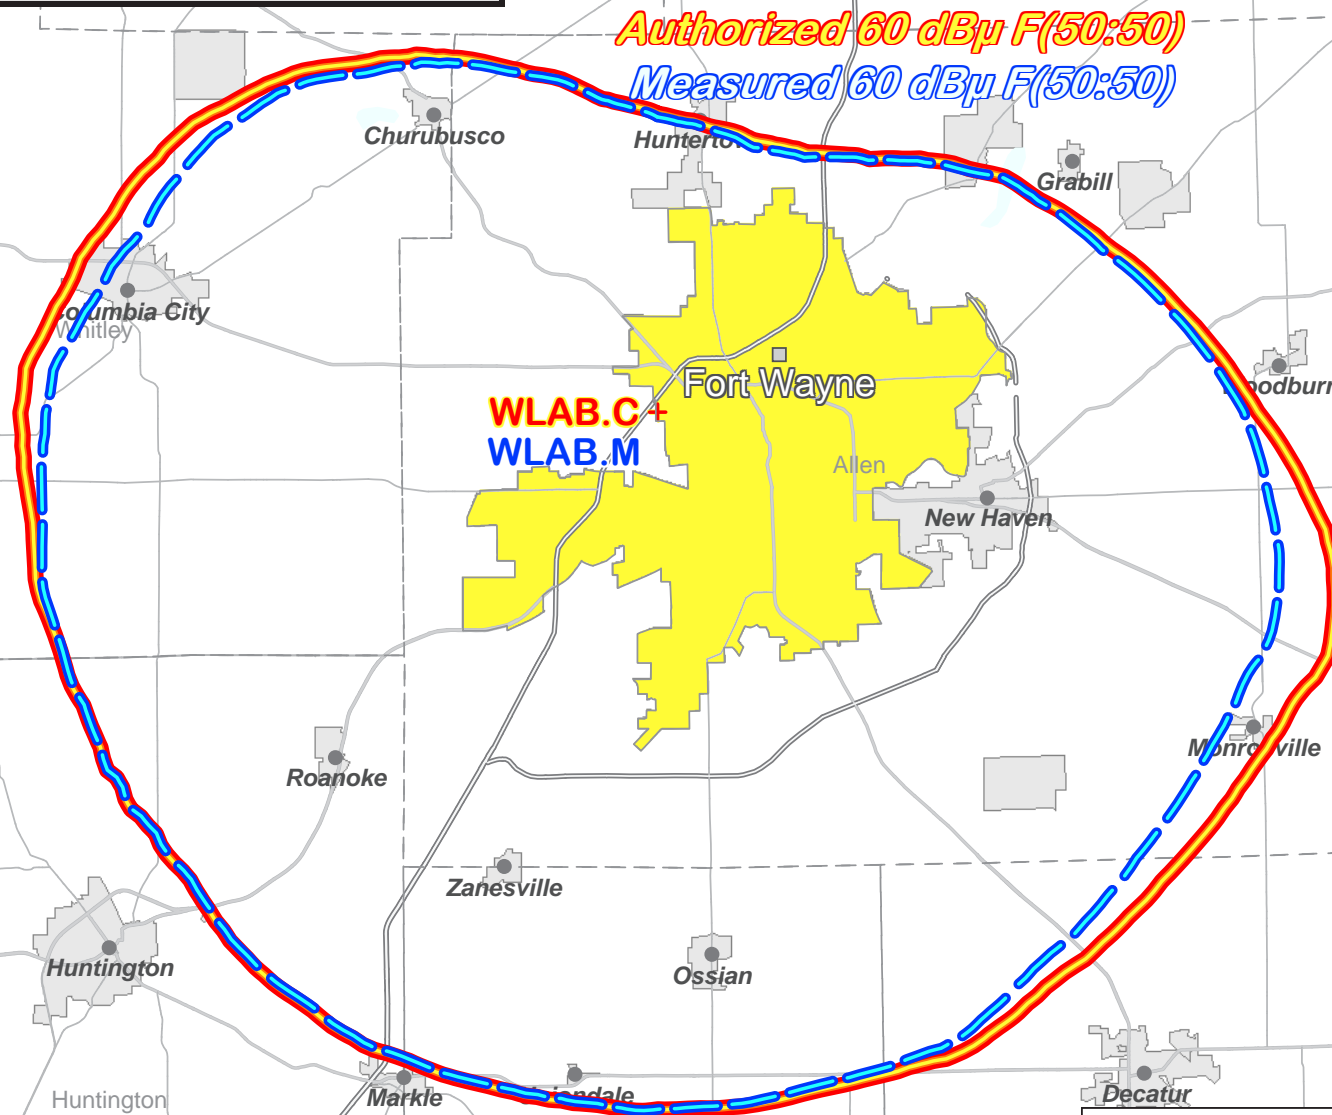 Authorized 60 dBµ F(50:50)
Measured 60 dBµ F(50:50)
Churubusco
Grabill
Columbia City
Whitley
Fort Wayne
WLAB.C
WLAB.M
Allen
New Haven
Roanoke
Monroeville
Zanesville
Huntington
Ossian
Huntington
Markle
Decatur